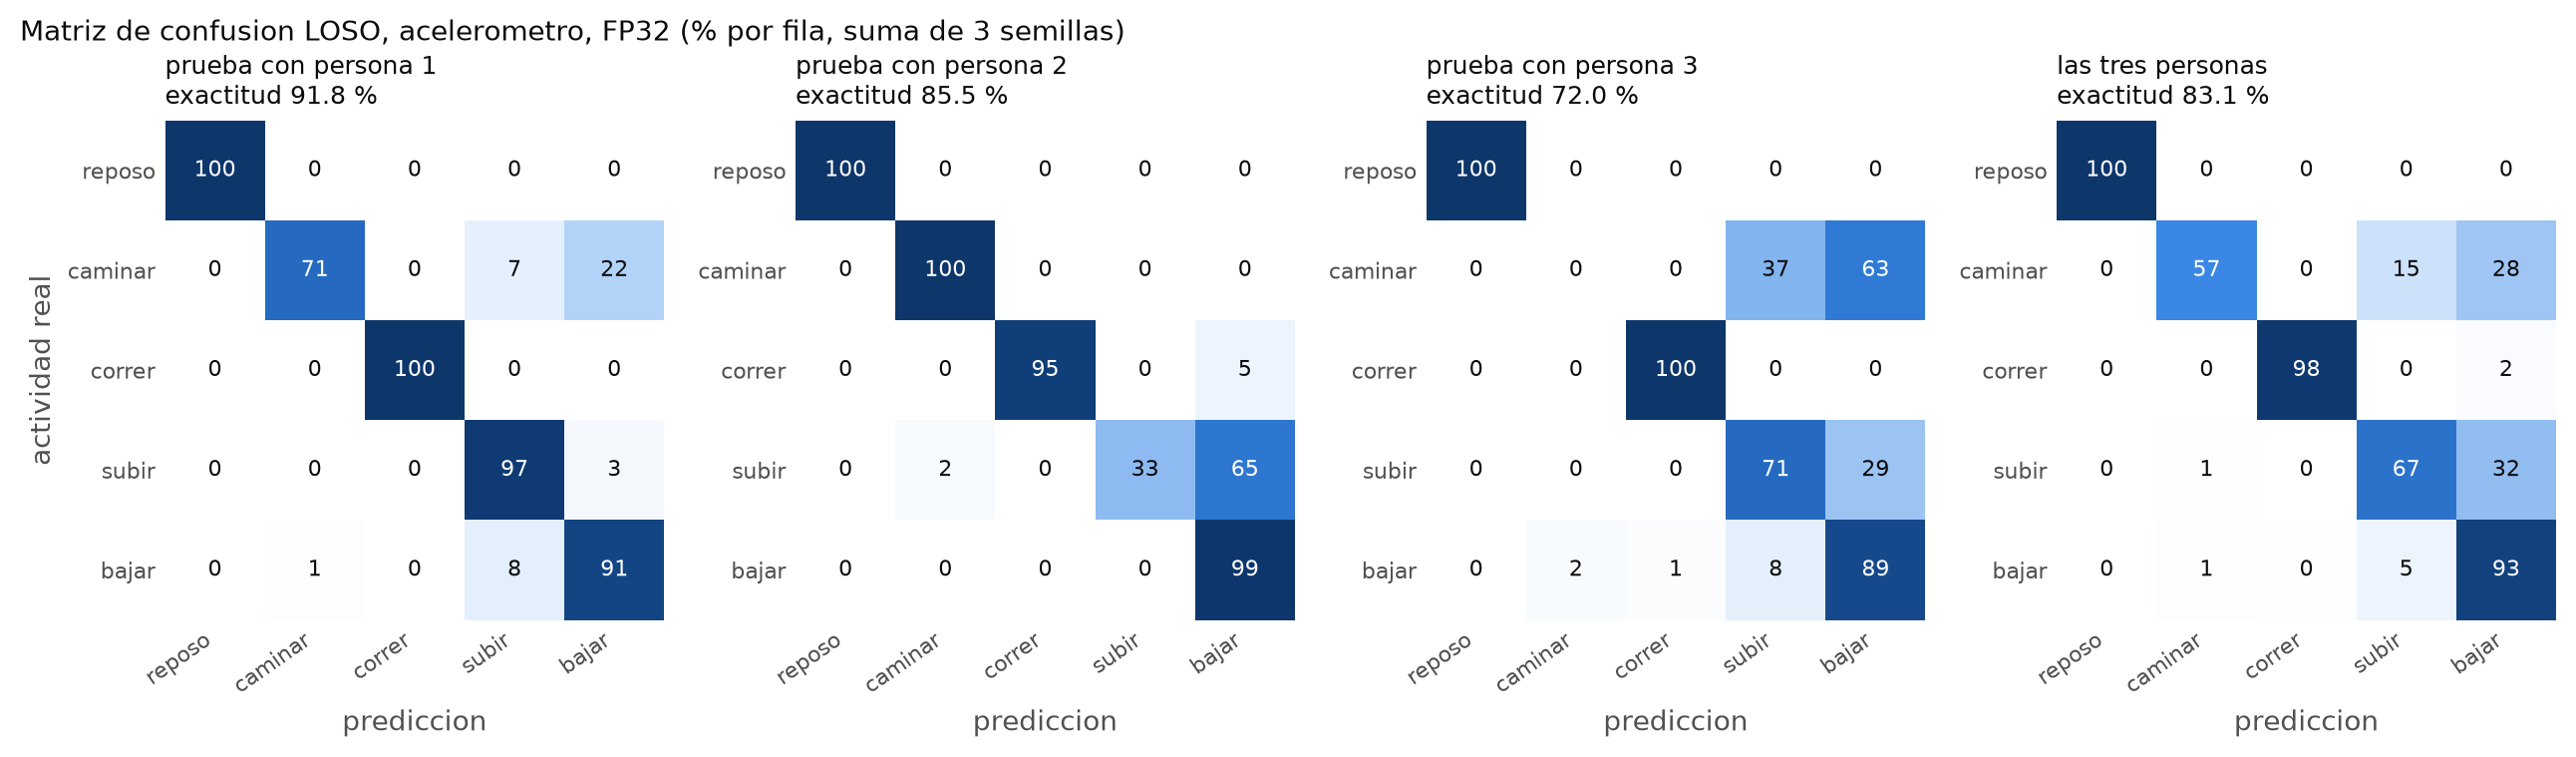 Matriz de confusion LOSO, acelerometro, FP32 (% por fila, suma de 3 semillas)
prueba con persona 1
exactitud 91.8 %
actividad real
reposo 100 0 0 0 0
caminar 0 71 0 7 22
correr 0 0 100 0 0
subir 0 0 0 97 3
bajar 0 1 0 8 91
reposo caminar correr subir bajar
prediccion
prueba con persona 2
exactitud 85.5 %
reposo 100 0 0 0 0
caminar 0 100 0 0 0
correr 0 0 95 0 5
subir 0 2 0 33 65
bajar 0 0 0 0 99
reposo caminar correr subir bajar
prediccion
prueba con persona 3
exactitud 72.0 %
reposo 100 0 0 0 0
caminar 0 0 0 37 63
correr 0 0 100 0 0
subir 0 0 0 71 29
bajar 0 2 1 8 89
reposo caminar correr subir bajar
prediccion
las tres personas
exactitud 83.1 %
reposo 100 0 0 0 0
caminar 0 57 0 15 28
correr 0 0 98 0 2
subir 0 1 0 67 32
bajar 0 1 0 5 93
reposo caminar correr subir bajar
prediccion